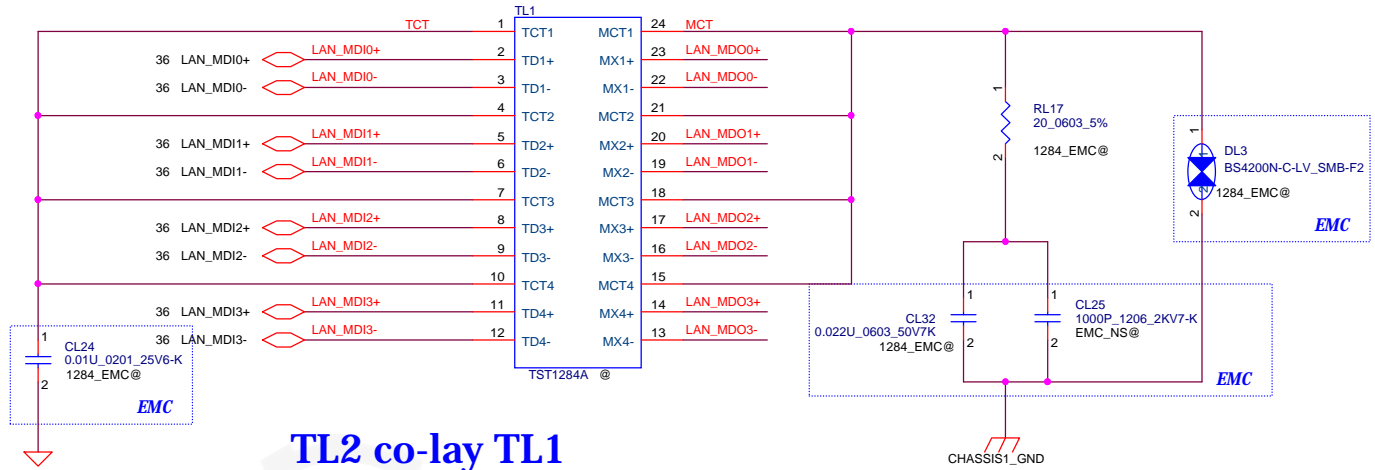 TL1
TCT 1 TCT1 MCT1 24 MCT
36 LAN_MDI0+ LAN_MDI0+ 2 TD1+ MX1+ 23 LAN_MDO0+
36 LAN_MDI0- LAN_MDI0- 3 TD1- MX1- 22 LAN_MDO0-
4 TCT2 MCT2 21
36 LAN_MDI1+ LAN_MDI1+ 5 TD2+ MX2+ 20 LAN_MDO1+
36 LAN_MDI1- LAN_MDI1- 6 TD2- MX2- 19 LAN_MDO1-
7 TCT3 MCT3 18
36 LAN_MDI2+ LAN_MDI2+ 8 TD3+ MX3+ 17 LAN_MDO2+
36 LAN_MDI2- LAN_MDI2- 9 TD3- MX3- 16 LAN_MDO2-
10 TCT4 MCT4 15
36 LAN_MDI3+ LAN_MDI3+ 11 TD4+ MX4+ 14 LAN_MDO3+
36 LAN_MDI3- LAN_MDI3- 12 TD4- MX4- 13 LAN_MDO3-
TST1284A @
1
CL24
0.01U_0201_25V6-K
1284_EMC@
2
EMC
1
RL17
20_0603_5%
2
1284_EMC@
1
DL3
BS4200N-C-LV_SMB-F2
1
2
1284_EMC@
2
EMC
1
CL32
0.022U_0603_50V7K
1284_EMC@
2
1
CL25
1000P_1206_2KV7-K
EMC_NS@
2
EMC
CHASSIS1_GND
TL2 co-lay TL1